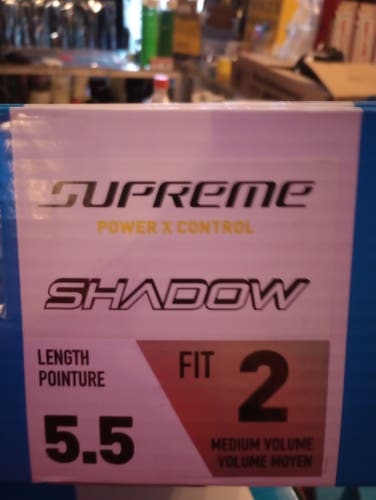 SUPREME
POWER X CONTROL
SHADOW
LENGTH
POINTURE
5.5
FIT 2
MEDIUM VOLUME
VOLUME MOYEN